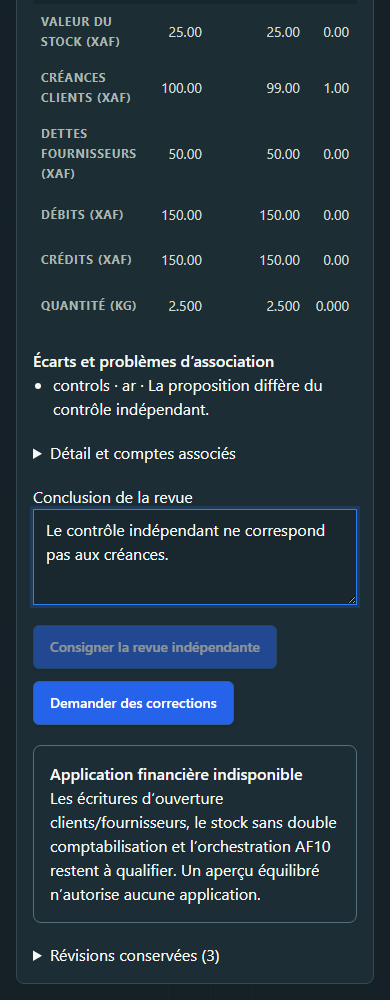 VALEUR DU
STOCK (XAF) 25.00 25.00 0.00
CRÉANCES
CLIENTS (XAF) 100.00 99.00 1.00
DETTES
FOURNISSEURS 50.00 50.00 0.00
(XAF)
DÉBITS (XAF) 150.00 150.00 0.00
CRÉDITS (XAF) 150.00 150.00 0.00
QUANTITÉ (KG) 2.500 2.500 0.000
Écarts et problèmes d’association
• controls · ar · La proposition diffère du
contrôle indépendant.
▶ Détail et comptes associés
Conclusion de la revue
Le contrôle indépendant ne correspond
pas aux créances.
Consigner la revue indépendante
Demander des corrections
Application financière indisponible
Les écritures d’ouverture
clients/fournisseurs, le stock sans double
comptabilisation et l’orchestration AF10
restent à qualifier. Un aperçu équilibré
n’autorise aucune application.
▶ Révisions conservées (3)